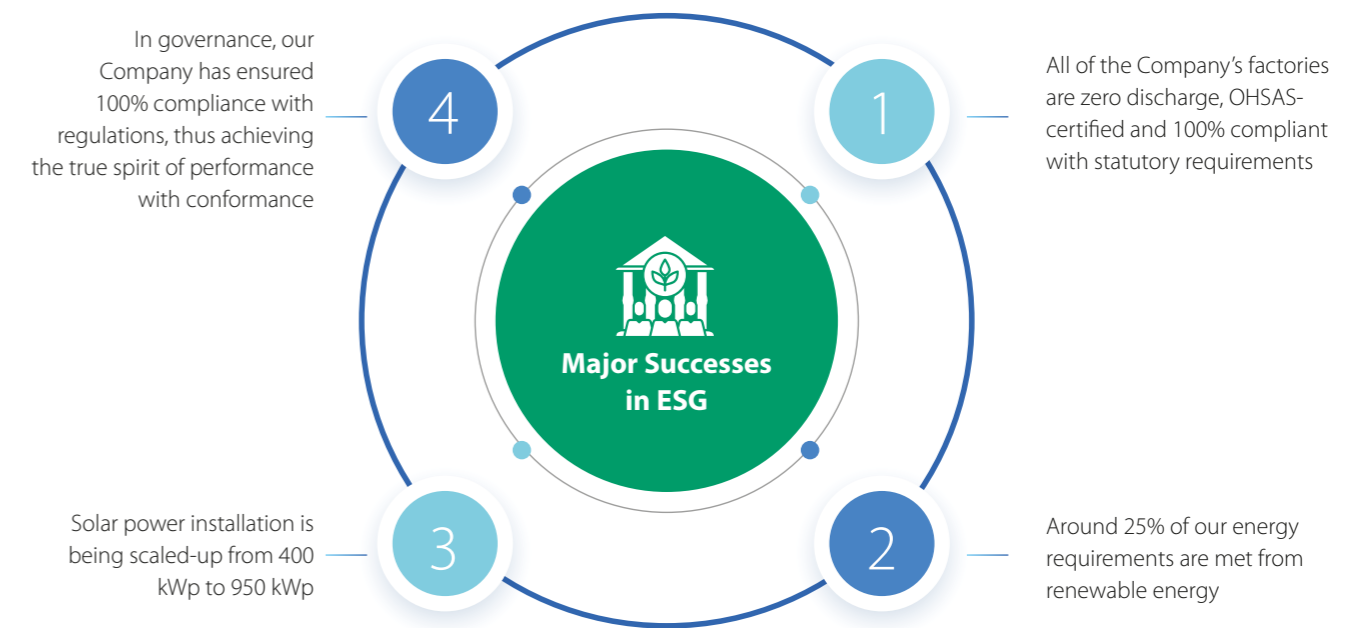 Major Successes
in ESG
1
All of the Company’s factories
are zero discharge, OHSAS-
certified and 100% compliant
with statutory requirements
2
Around 25% of our energy
requirements are met from
renewable energy
3
Solar power installation is
being scaled-up from 400
kWp to 950 kWp
4
In governance, our
Company has ensured
100% compliance with
regulations, thus achieving
the true spirit of performance
with conformance